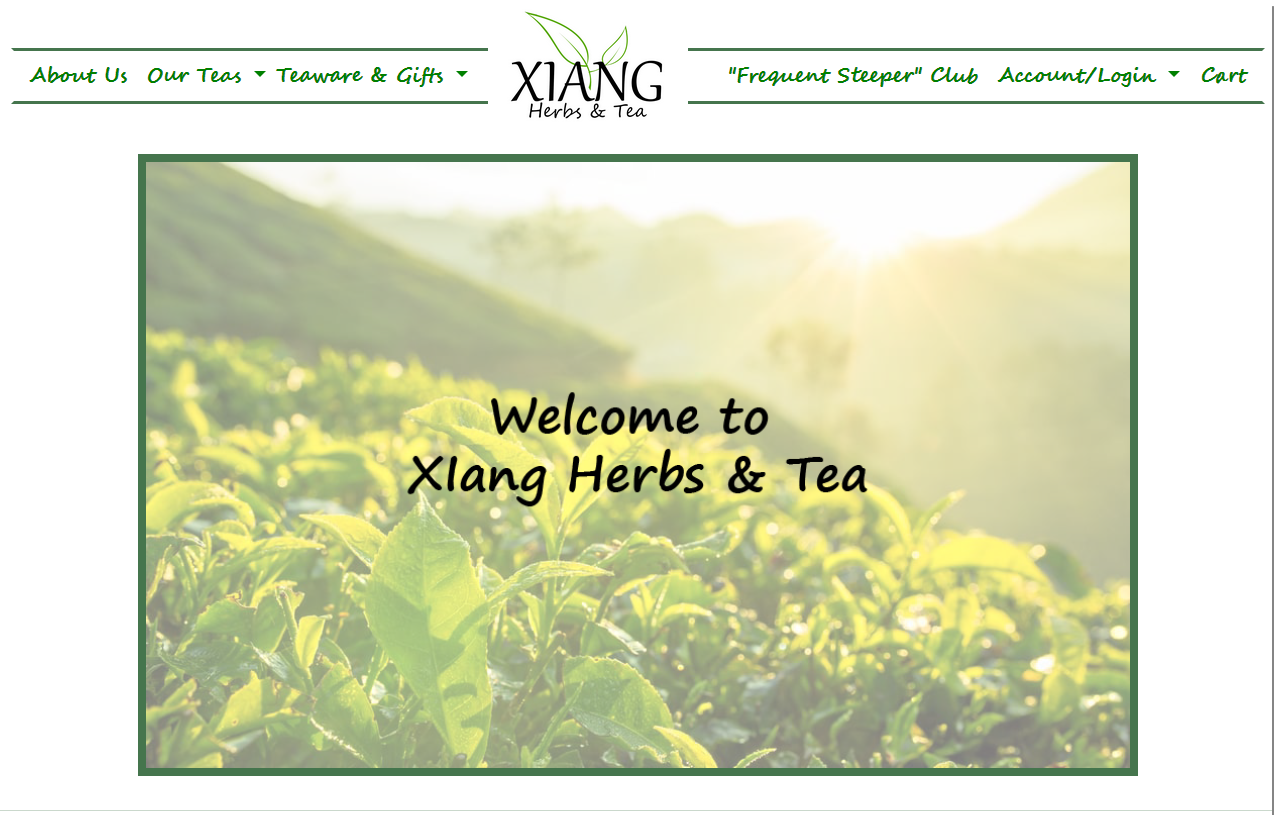 About Us Our Teas Teaware & Gifts XIANG Herbs & Tea "Frequent Steeper" Club Account/Login Cart
Welcome to
XIang Herbs & Tea